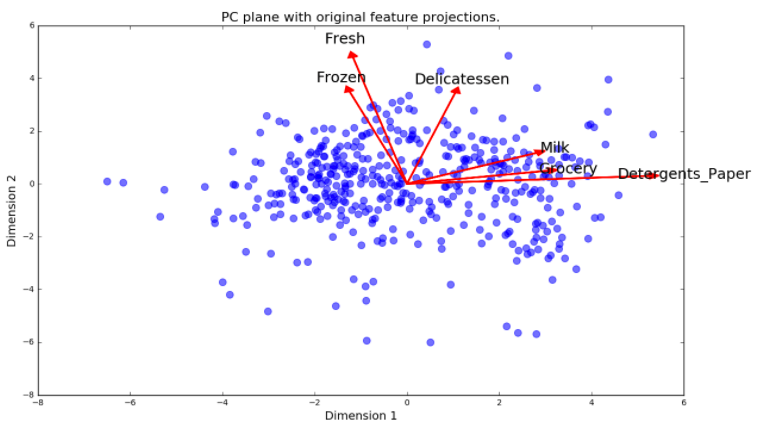 PC plane with original feature projections.
6
Fresh
4
Frozen
Delicatessen
2
Milk
Grocery
Detergents_Paper
0
Dimension 2
−2
−4
−6
−8
−8 −6 −4 −2 0 2 4 6
Dimension 1